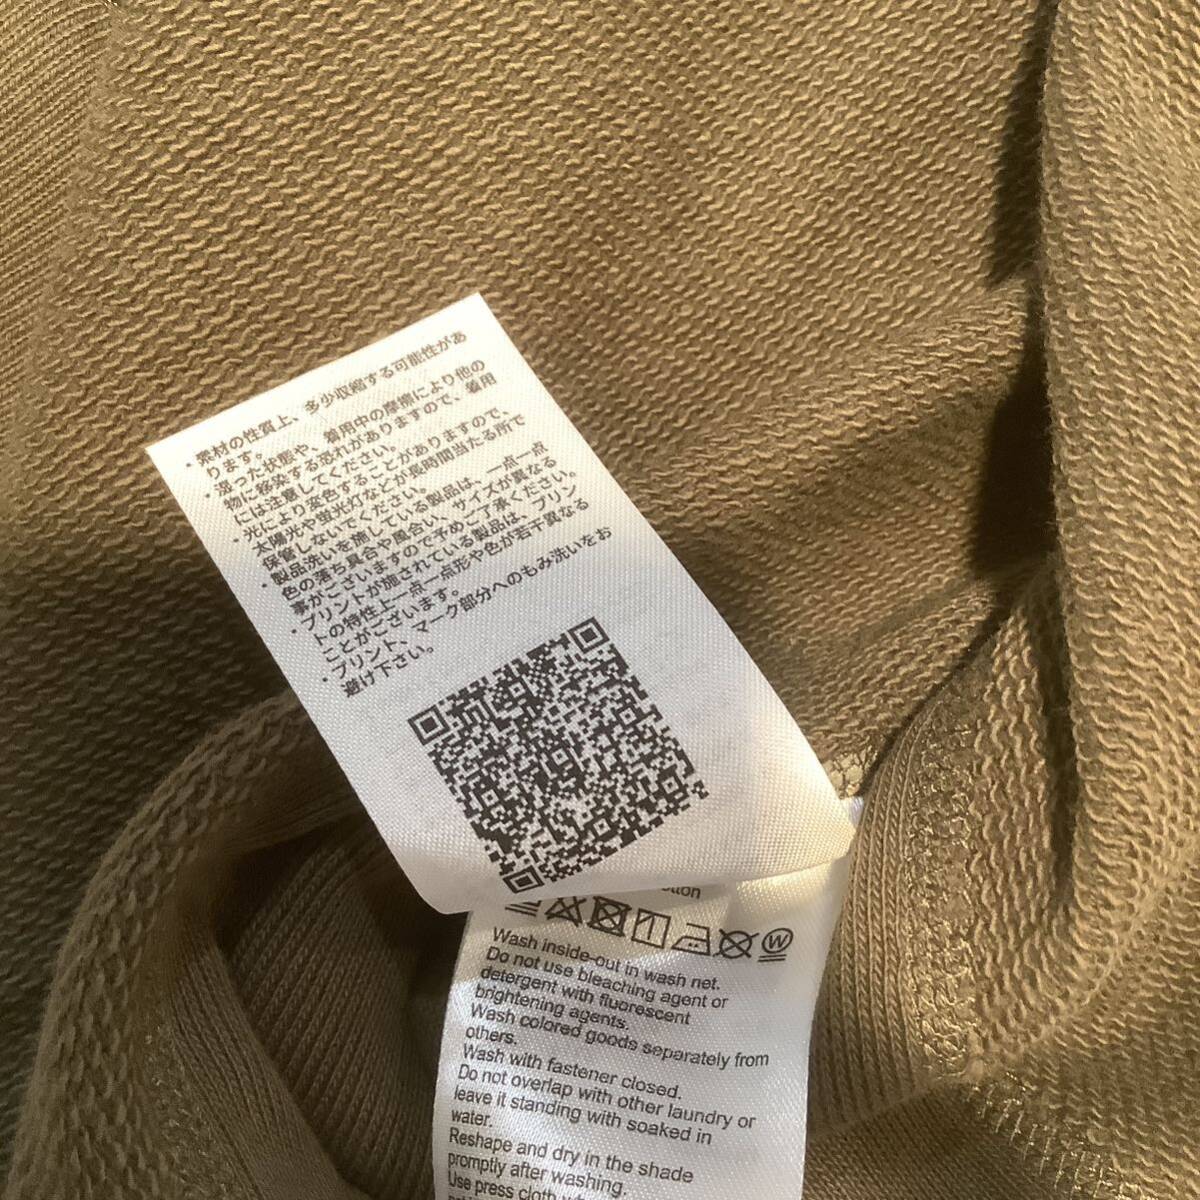 ・素材の性質上、多少収縮する可能性があ
ります。
・湿った状態や、着用中の摩擦により他の
物に移染する恐れがありますので、着用
には注意してください。
・光により変色することがありますので、
太陽光や蛍光灯などが長時間当たる所で
保管しないでください。
・製品洗いを施している製品は、一点一点
色の落ち具合や風合い、サイズが異なる
事がございますので予めご了承ください。
・プリントが施されている製品は、プリン
トの特性上一点一点形や色が若干異なる
ことがございます。
・プリント、マーク部分へのもみ洗いをお
避け下さい。
W
Wash inside-out in wash net.
Do not use bleaching agent or
detergent with fluorescent
brightening agents.
Wash colored goods separately from
others.
Wash with fastener closed.
Do not overlap with other laundry or
leave it standing with soaked in
water.
Reshape and dry in the shade
promptly after washing.
Use press cloth